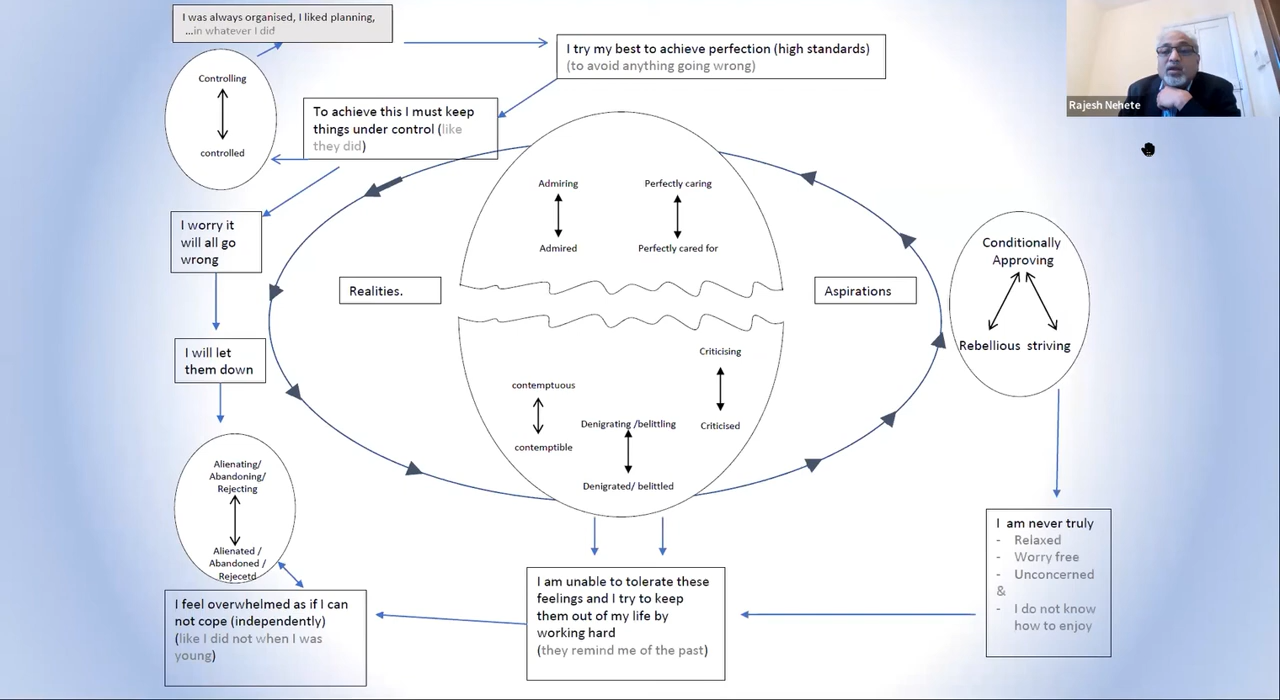 I was always organised, I liked planning,
...in whatever I did
Controlling
controlled
I try my best to achieve perfection (high standards)
(to avoid anything going wrong)
To achieve this I must keep
things under control (like
they did)
Rajesh Nehete
Admiring
Admired
Perfectly caring
Perfectly cared for
I worry it
will all go
wrong
Realities.
Aspirations
Conditionally
Approving
Rebellious striving
I will let
them down
contemptuous
contemptible
Denigrating /belittling
Denigrated/ belittled
Criticising
Criticised
Alienating/
Abandoning/
Rejecting
Alienated /
Abandoned /
Rejecetd
I feel overwhelmed as if I can
not cope (independently)
(like I did not when I was
young)
I am unable to tolerate these
feelings and I try to keep
them out of my life by
working hard
(they remind me of the past)
I am never truly
- Relaxed
- Worry free
- Unconcerned
&
- I do not know
how to enjoy